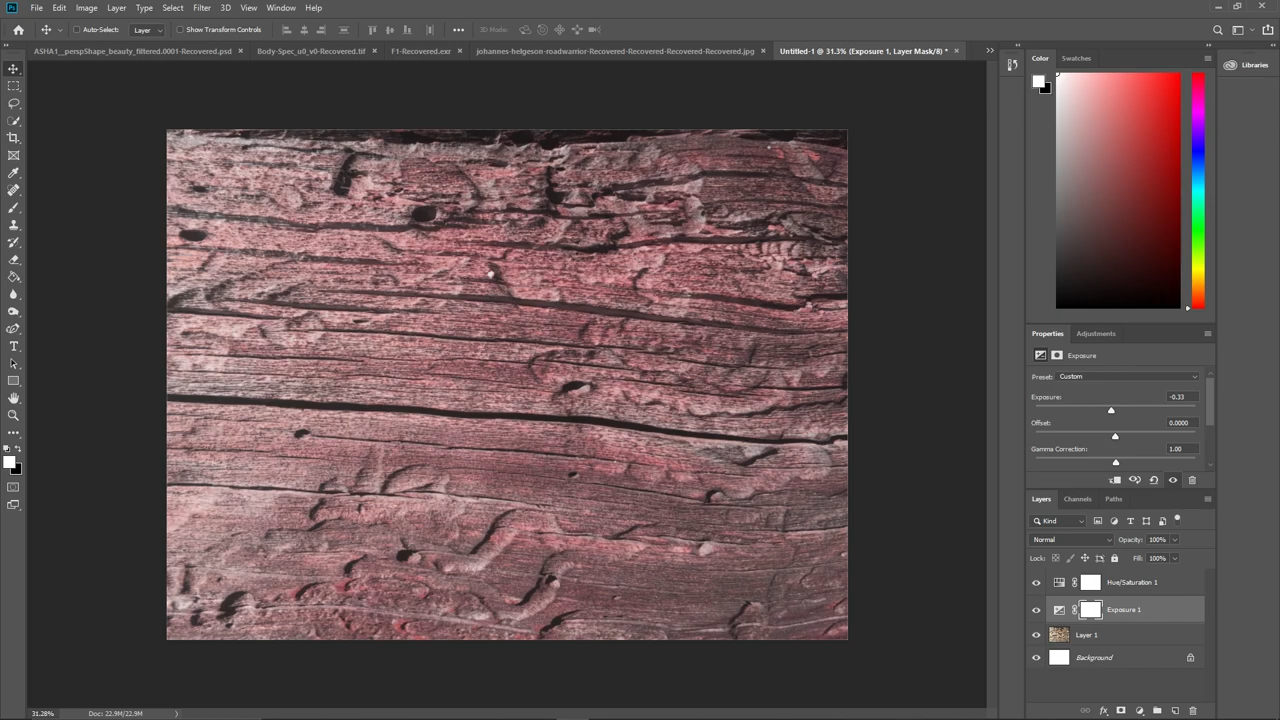 Ps File Edit Image Layer Type Select Filter 3D View Window Help
Auto-Select: Layer Show Transform Controls 3D Mode:
ASHA1__perspShape_beauty_filtered.0001-Recovered.psd Body-Spec_u0_v0-Recovered.tif F1-Recovered.exr johannes-helgeson-roadwarrior-Recovered-Recovered-Recovered-Recovered.jpg Untitled-1 @ 31.3% (Exposure 1, Layer Mask/8) *
Color Swatches
Libraries
Properties Adjustments
Exposure
Preset: Custom
Exposure: -0.33
Offset: 0.0000
Gamma Correction: 1.00
Layers Channels Paths
Kind
Normal Opacity: 100%
Lock: Fill: 100%
Hue/Saturation 1
Exposure 1
Layer 1
Background
31.28% Doc: 22.9M/22.9M